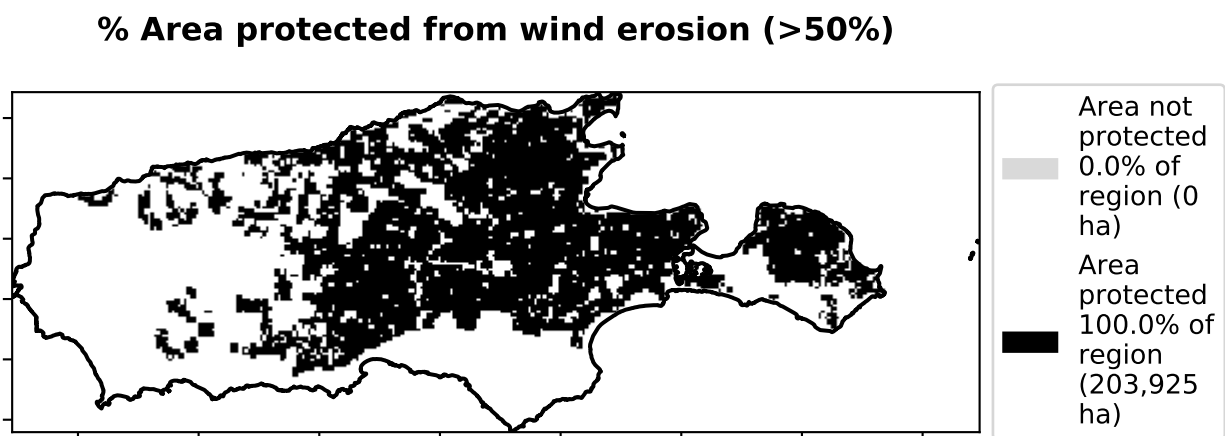 % Area protected from wind erosion (>50%)
Area not
protected
0.0% of
region (0
ha)
Area
protected
100.0% of
region
(203,925
ha)